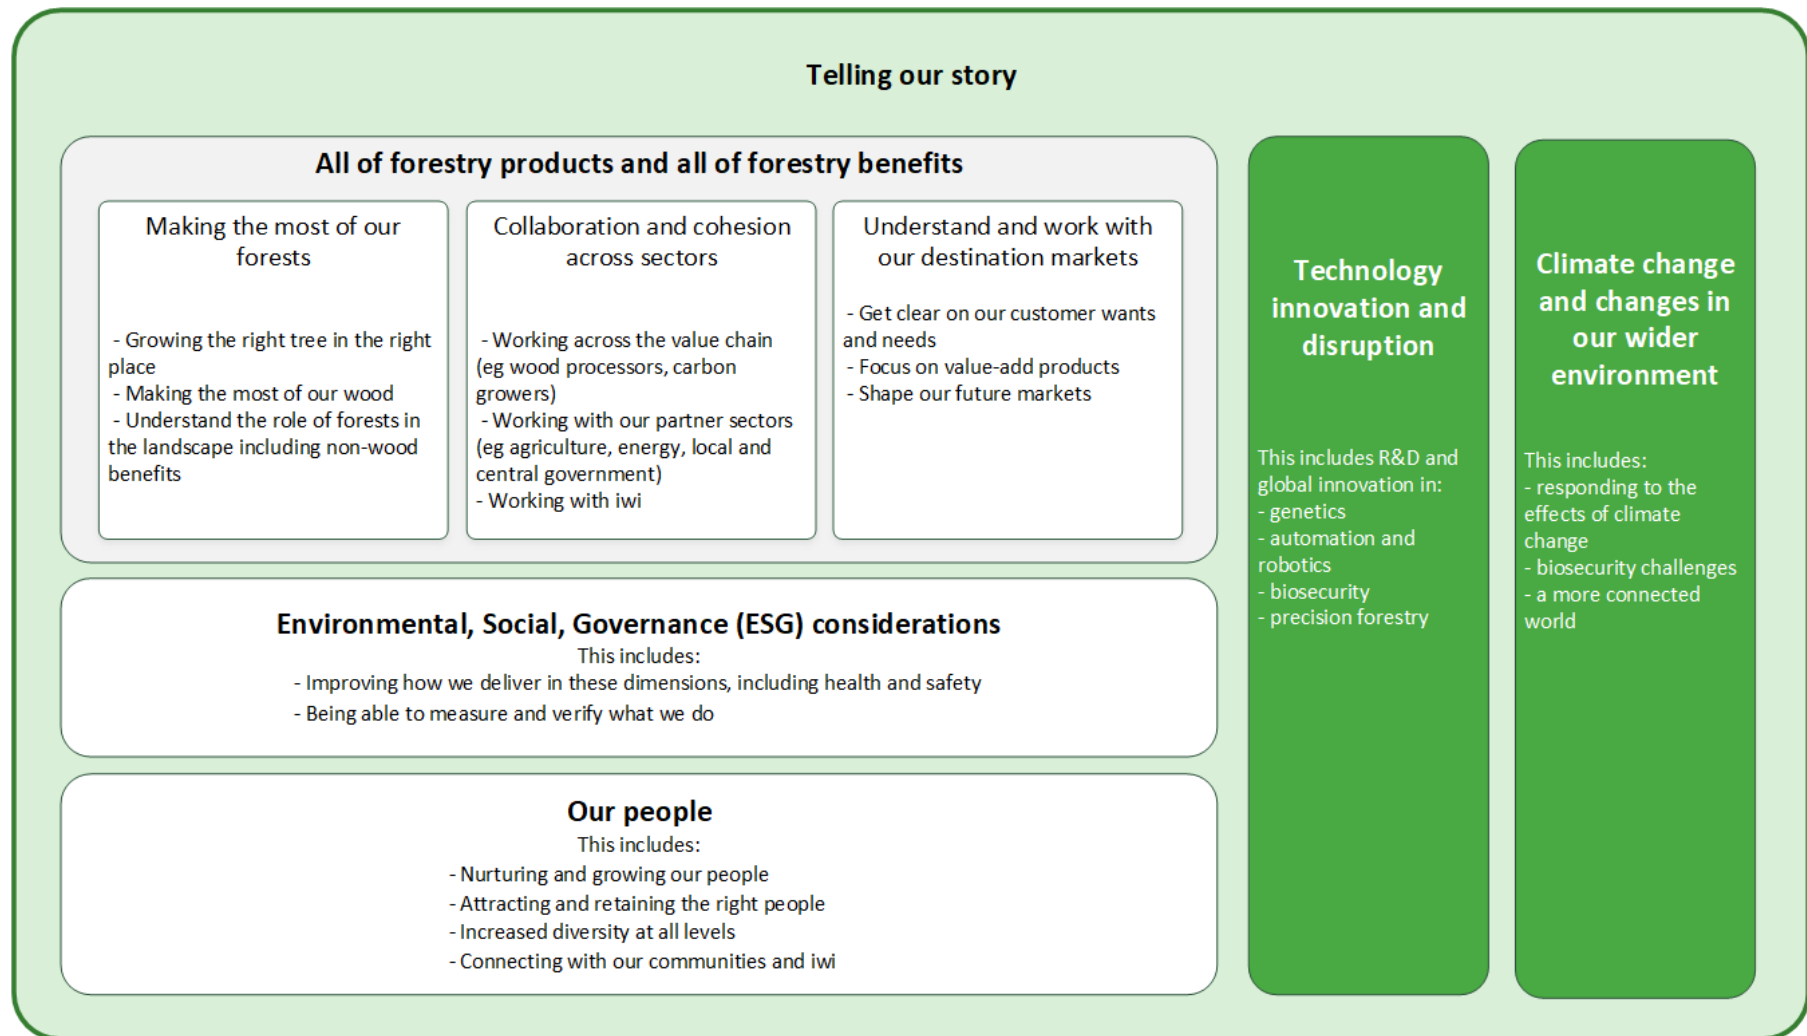 Telling our story
All of forestry products and all of forestry benefits
Making the most of our
forests
- Growing the right tree in the right
place
- Making the most of our wood
- Understand the role of forests in
the landscape including non-wood
benefits
Collaboration and cohesion
across sectors
- Working across the value chain
(eg wood processors, carbon
growers)
- Working with our partner sectors
(eg agriculture, energy, local and
central government)
- Working with iwi
Understand and work with
our destination markets
- Get clear on our customer wants
and needs
- Focus on value-add products
- Shape our future markets
Environmental, Social, Governance (ESG) considerations
This includes:
- Improving how we deliver in these dimensions, including health and safety
- Being able to measure and verify what we do
Our people
This includes:
- Nurturing and growing our people
- Attracting and retaining the right people
- Increased diversity at all levels
- Connecting with our communities and iwi
Technology
innovation and
disruption
This includes R&D and
global innovation in:
- genetics
- automation and
robotics
- biosecurity
- precision forestry
Climate change
and changes in
our wider
environment
This includes:
- responding to the
effects of climate
change
- biosecurity challenges
- a more connected
world